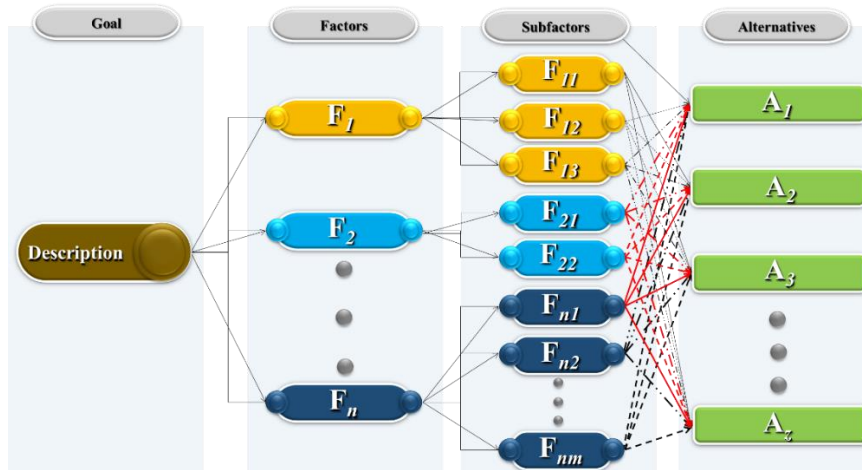 Goal
Factors
Subfactors
Alternatives
Description
F1
F2
Fn
F11
F12
F13
F21
F22
Fn1
Fn2
Fnm
A1
A2
A3
Az